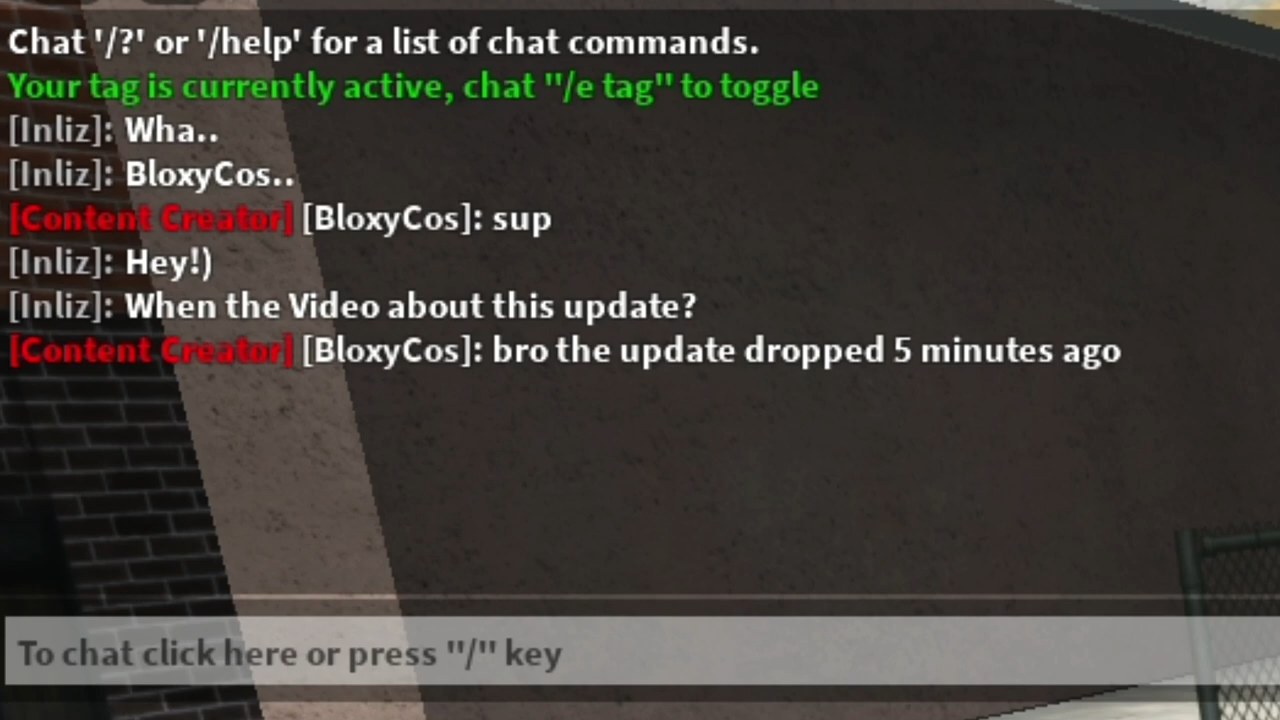 Chat '/?' or '/help' for a list of chat commands.
Your tag is currently active, chat "/e tag" to toggle
[Inliz]: Wha..
[Inliz]: BloxyCos..
[Content Creator] [BloxyCos]: sup
[Inliz]: Hey!)
[Inliz]: When the Video about this update?
[Content Creator] [BloxyCos]: bro the update dropped 5 minutes ago
To chat click here or press "/" key